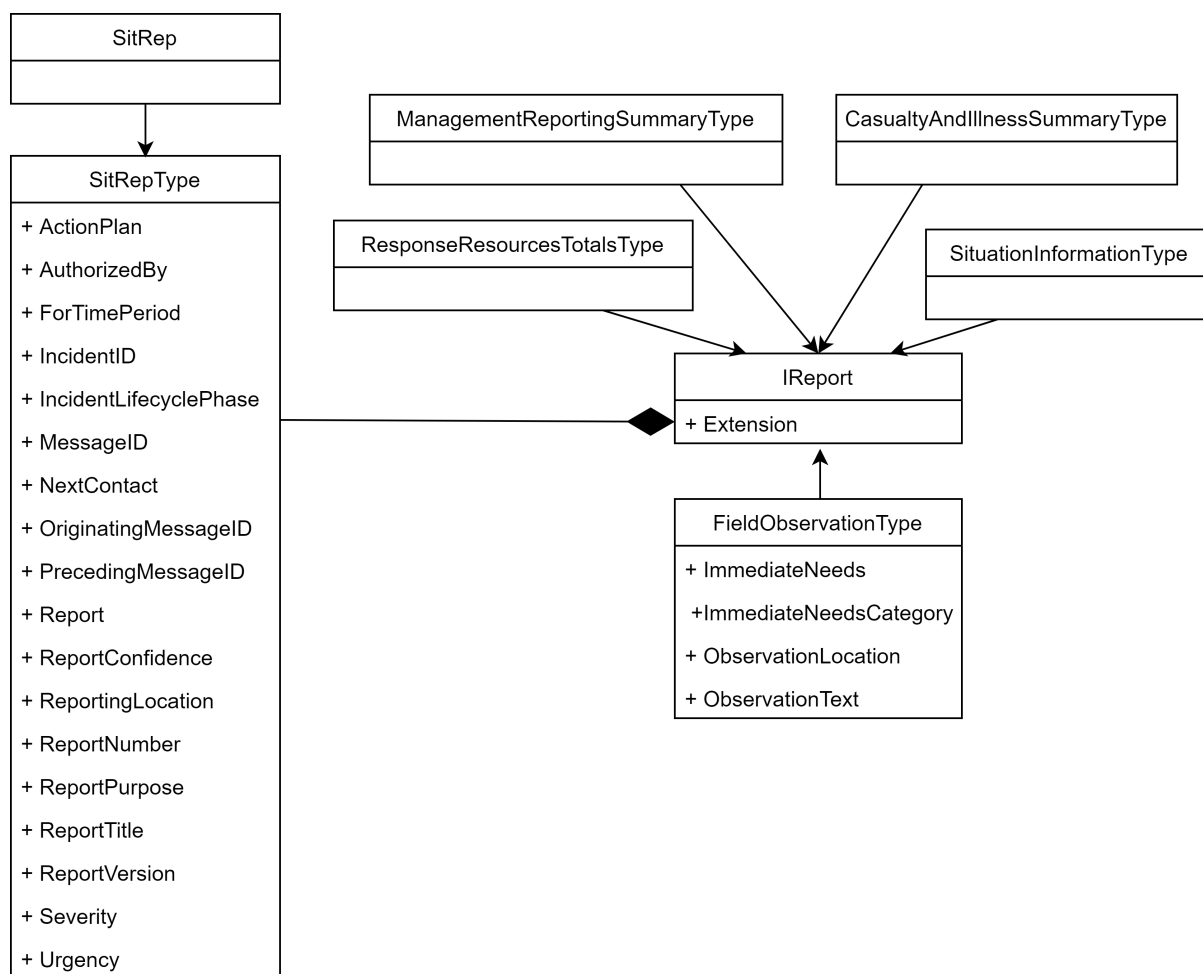 SitRep
SitRepType
+ ActionPlan
+ AuthorizedBy
+ ForTimePeriod
+ IncidentID
+ IncidentLifecyclePhase
+ MessageID
+ NextContact
+ OriginatingMessageID
+ PrecedingMessageID
+ Report
+ ReportConfidence
+ ReportingLocation
+ ReportNumber
+ ReportPurpose
+ ReportTitle
+ ReportVersion
+ Severity
+ Urgency
ManagementReportingSummaryType
CasualtyAndIllnessSummaryType
ResponseResourcesTotalsType
SituationInformationType
IReport
+ Extension
FieldObservationType
+ ImmediateNeeds
+ImmediateNeedsCategory
+ ObservationLocation
+ ObservationText